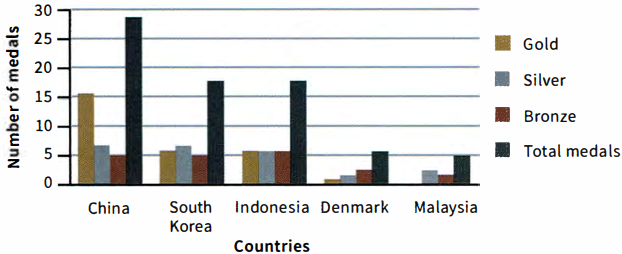 Number of medals
30
25
20
15
10
5
0
China
South
Korea
Indonesia
Denmark
Malaysia
Countries
Gold
Silver
Bronze
Total medals